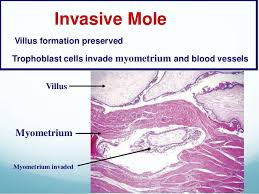 Invasive Mole
Villus formation preserved
Trophoblast cells invade myometrium and blood vessels
Villus
Myometrium
Myometrium invaded